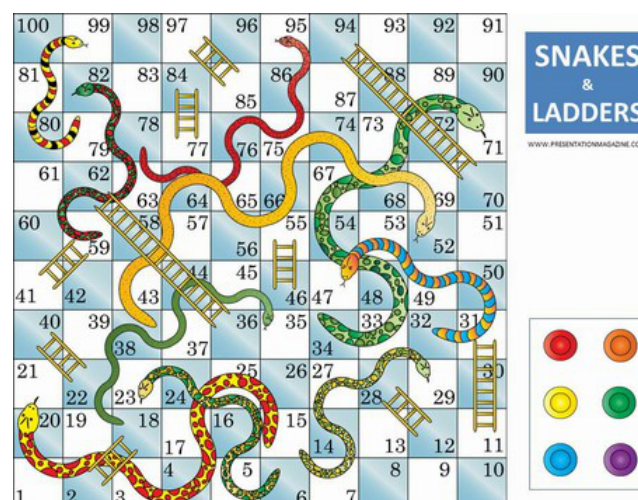 100 99 98 97 96 95 94 93 92 91
81 82 83 84 85 86 87 88 89 90
80 79 78 77 76 75 74 73 72 71
61 62 63 64 65 66 67 68 69 70
60 59 58 57 56 55 54 53 52 51
41 42 43 44 45 46 47 48 49 50
40 39 38 37 36 35 34 33 32 31
21 22 23 24 25 26 27 28 29 30
20 19 18 17 16 15 14 13 12 11
1 2 3 4 5 6 7 8 9 10
SNAKES
&
LADDERS
WWW.PRESENTATIONMAGAZINE.CO